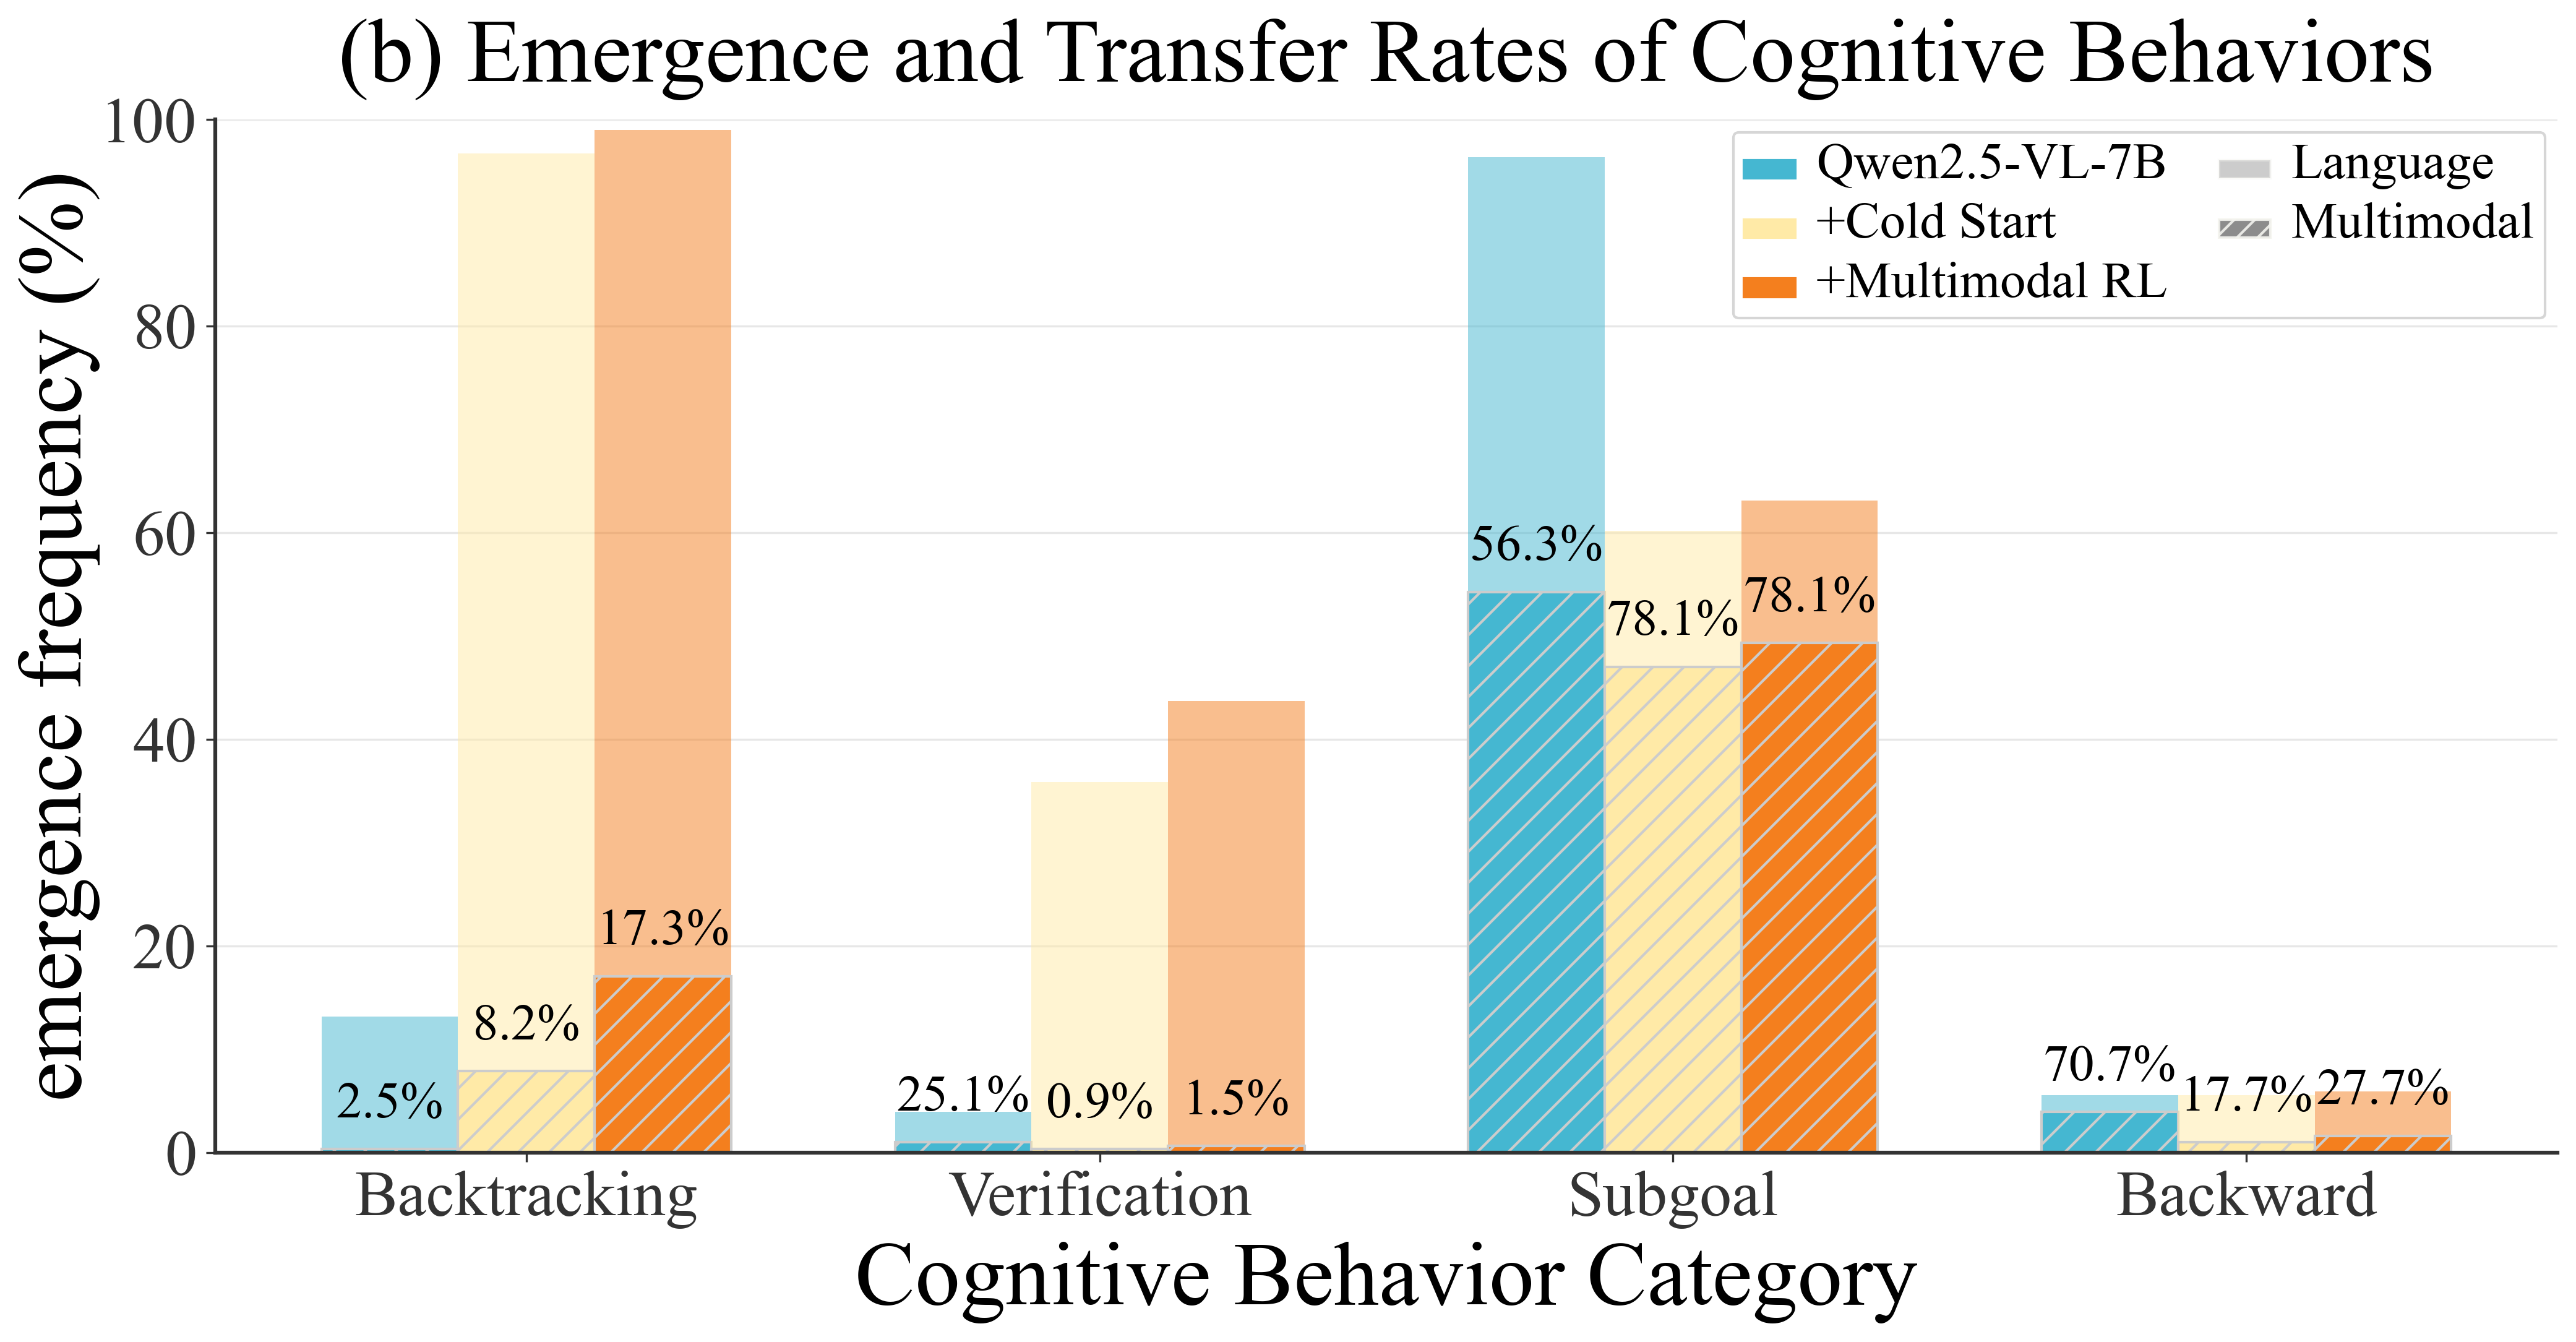 (b) Emergence and Transfer Rates of Cognitive Behaviors
emergence frequency (%)
100
80
60
40
20
0
Qwen2.5-VL-7B
+Cold Start
+Multimodal RL
Language
Multimodal
2.5%
8.2%
17.3%
25.1%
0.9%
1.5%
56.3%
78.1%
78.1%
70.7%
17.7%
27.7%
Backtracking
Verification
Subgoal
Backward
Cognitive Behavior Category